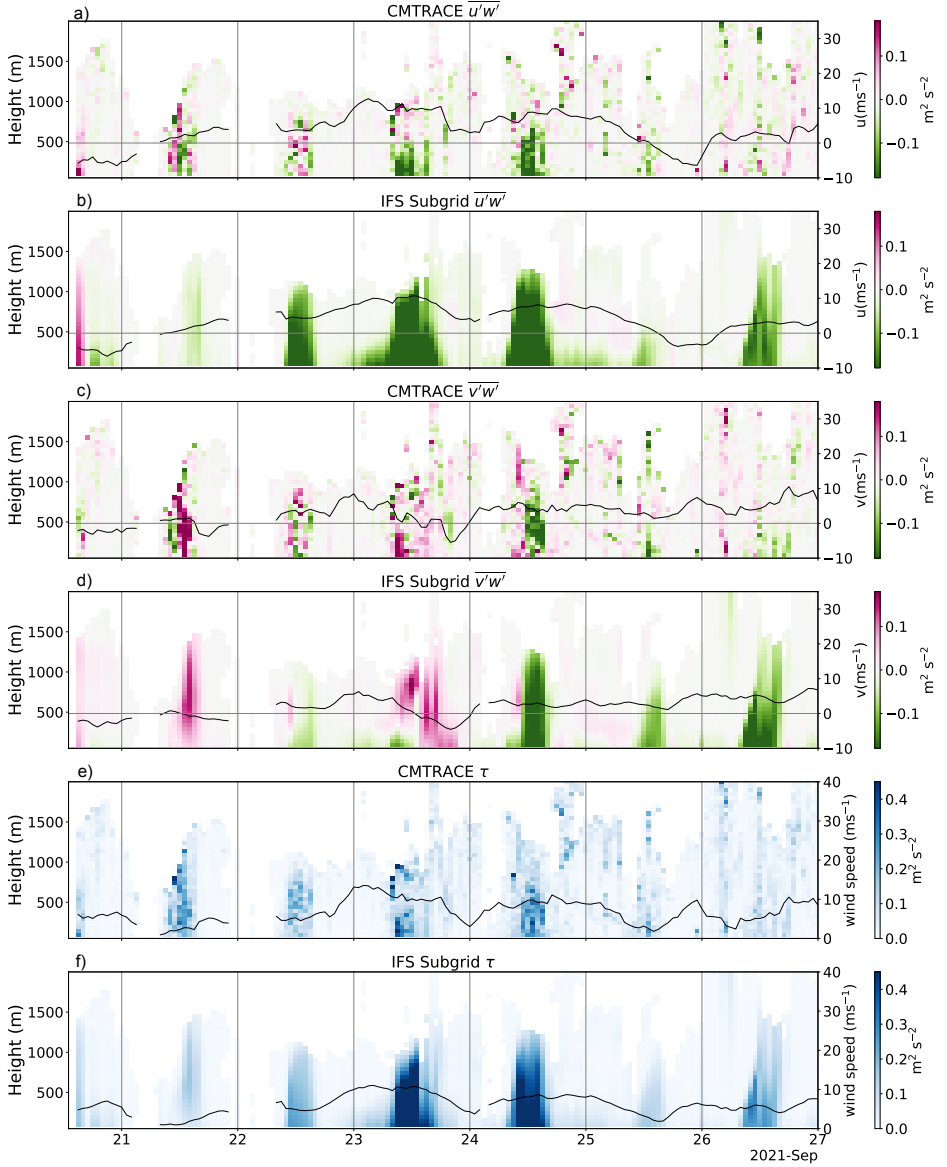 a) CMTRACE u′w′
Height (m)
1500
1000
500
30
20
10
0
−10
u(ms⁻¹)
0.1
0.0
−0.1
m² s⁻²
b) IFS Subgrid u′w′
Height (m)
1500
1000
500
30
20
10
0
−10
u(ms⁻¹)
0.1
0.0
−0.1
m² s⁻²
c) CMTRACE v′w′
Height (m)
1500
1000
500
30
20
10
0
−10
v(ms⁻¹)
0.1
0.0
−0.1
m² s⁻²
d) IFS Subgrid v′w′
Height (m)
1500
1000
500
30
20
10
0
−10
v(ms⁻¹)
0.1
0.0
−0.1
m² s⁻²
e) CMTRACE τ
Height (m)
1500
1000
500
40
30
20
10
0
wind speed (ms⁻¹)
0.4
0.3
0.2
0.1
0.0
m² s⁻²
f) IFS Subgrid τ
Height (m)
1500
1000
500
40
30
20
10
0
wind speed (ms⁻¹)
0.4
0.3
0.2
0.1
0.0
m² s⁻²
21 22 23 24 25 26 27
2021-Sep